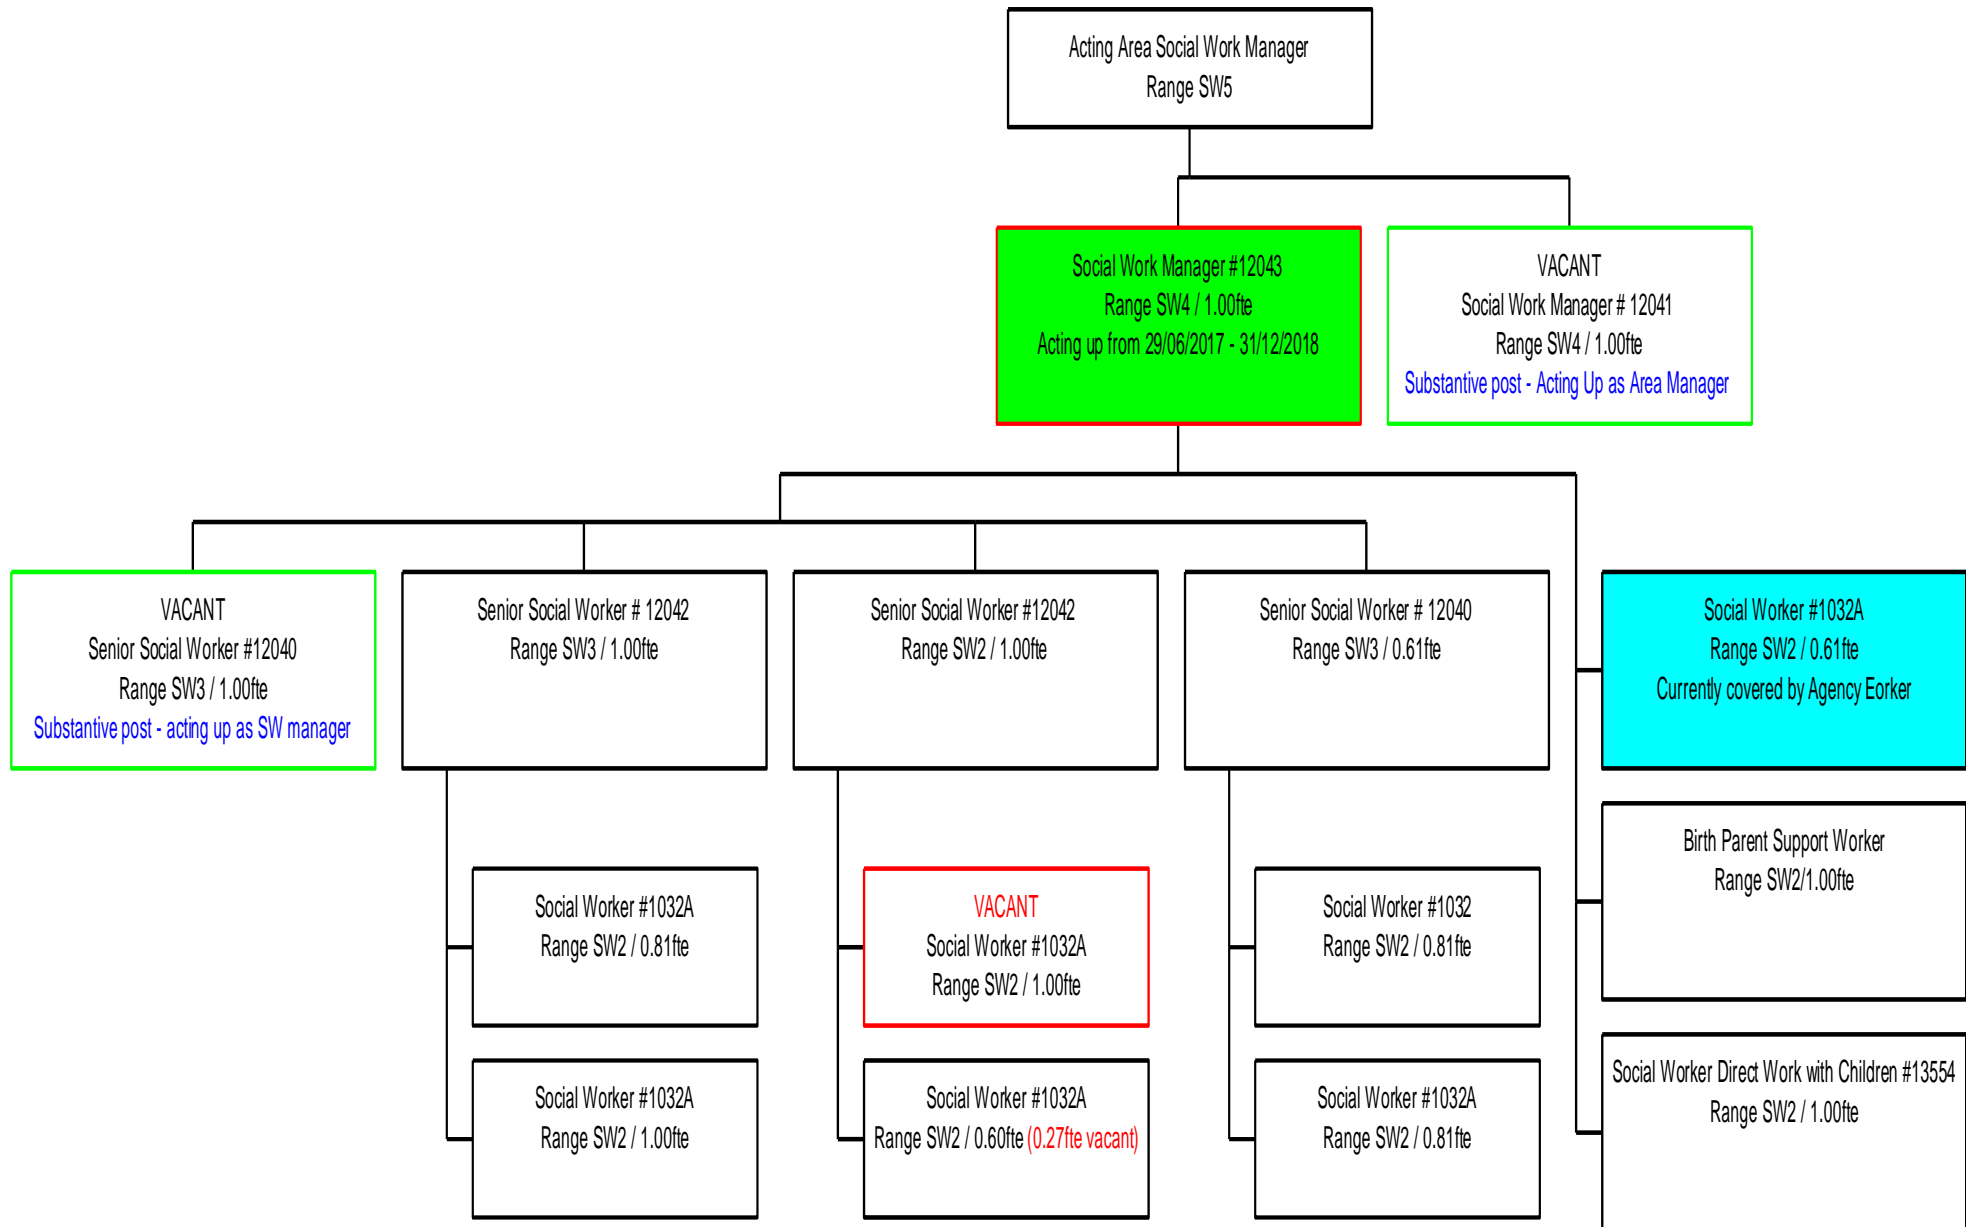 Acting Area Social Work Manager
Range SW5
Social Work Manager #12043
Range SW4 / 1.00fte
Acting up from 29/06/2017 - 31/12/2018
VACANT
Social Work Manager # 12041
Range SW4 / 1.00fte
Substantive post - Acting Up as Area Manager
VACANT
Senior Social Worker #12040
Range SW3 / 1.00fte
Substantive post - acting up as SW manager
Senior Social Worker # 12042
Range SW3 / 1.00fte
Senior Social Worker #12042
Range SW2 / 1.00fte
Senior Social Worker # 12040
Range SW3 / 0.61fte
Social Worker #1032A
Range SW2 / 0.61fte
Currently covered by Agency Eorker
Birth Parent Support Worker
Range SW2/1.00fte
Social Worker #1032A
Range SW2 / 0.81fte
VACANT
Social Worker #1032A
Range SW2 / 1.00fte
Social Worker #1032
Range SW2 / 0.81fte
Social Worker Direct Work with Children #13554
Range SW2 / 1.00fte
Social Worker #1032A
Range SW2 / 1.00fte
Social Worker #1032A
Range SW2 / 0.60fte (0.27fte vacant)
Social Worker #1032A
Range SW2 / 0.81fte